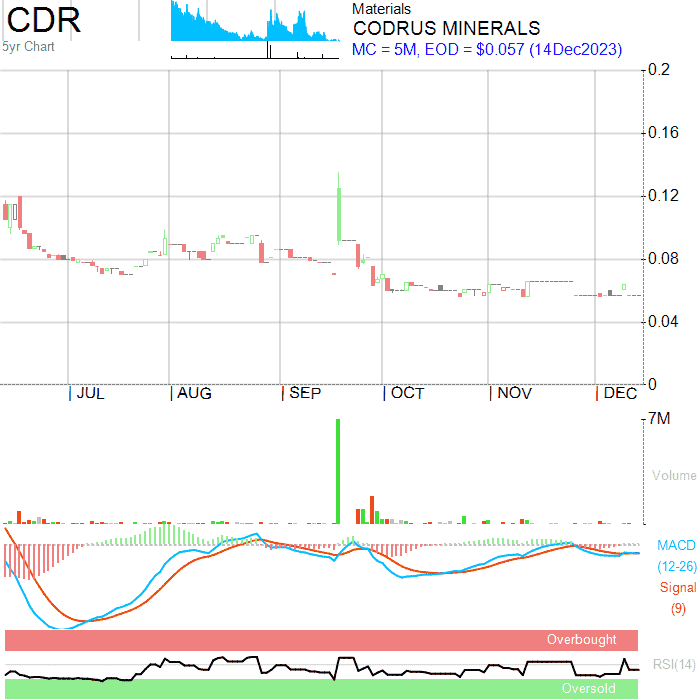 CDR
5yr Chart
Materials
CODRUS MINERALS
MC = 5M, EOD = $0.057 (14Dec2023)
0.2
0.16
0.12
0.08
0.04
0
JUL AUG SEP OCT NOV DEC
7M
Volume
MACD
(12-26)
Signal
(9)
Overbought
RSI(14)
Oversold